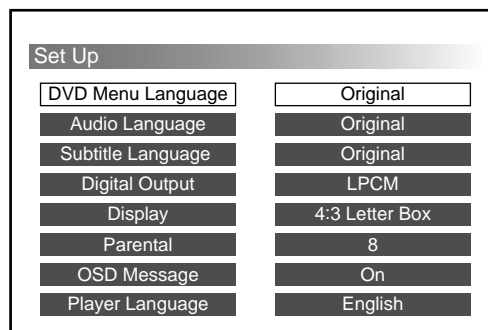 Set Up
DVD Menu Language Original
Audio Language Original
Subtitle Language Original
Digital Output LPCM
Display 4:3 Letter Box
Parental 8
OSD Message On
Player Language English